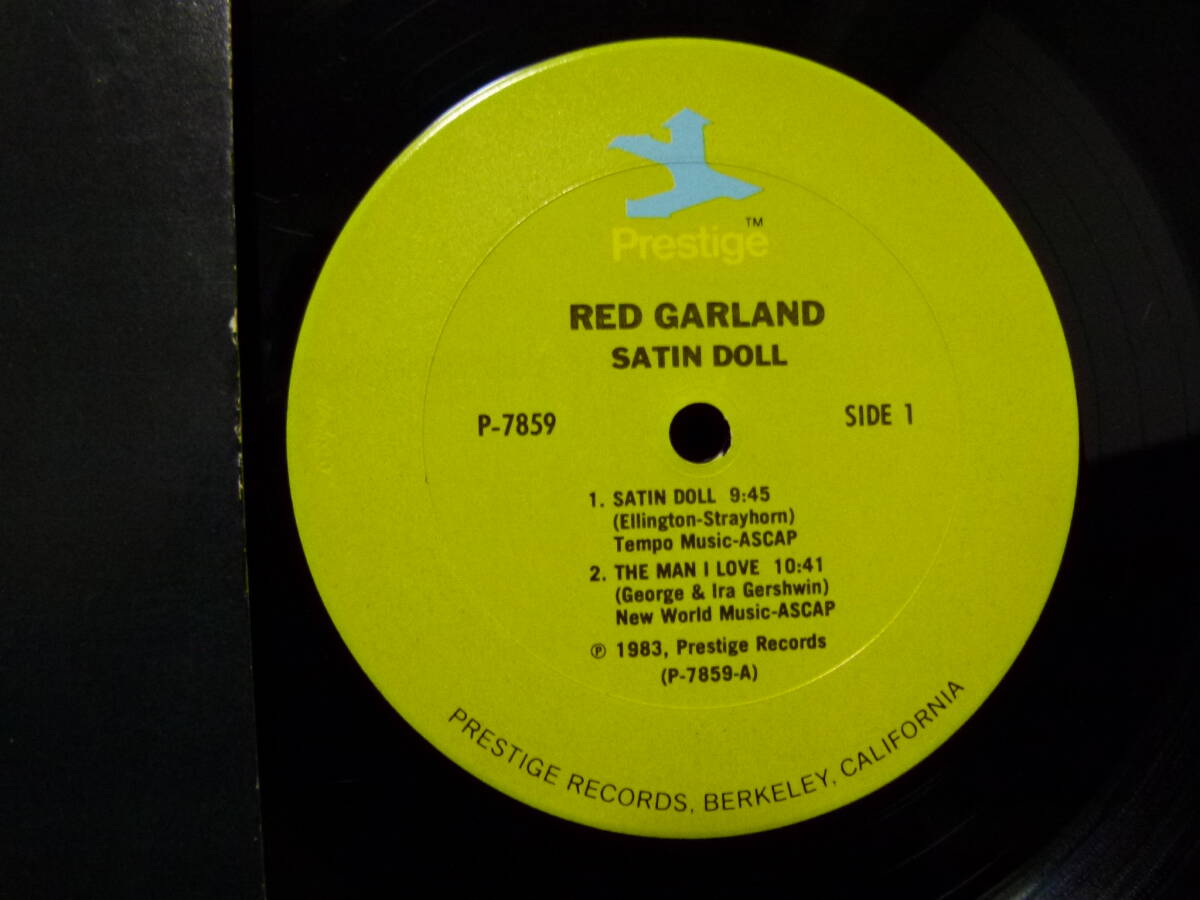 Prestige TM
RED GARLAND
SATIN DOLL
P-7859 SIDE 1
1. SATIN DOLL 9:45
(Ellington-Strayhorn)
Tempo Music-ASCAP
2. THE MAN I LOVE 10:41
(George & Ira Gershwin)
New World Music-ASCAP
℗ 1983, Prestige Records
(P-7859-A)
PRESTIGE RECORDS, BERKELEY, CALIFORNIA